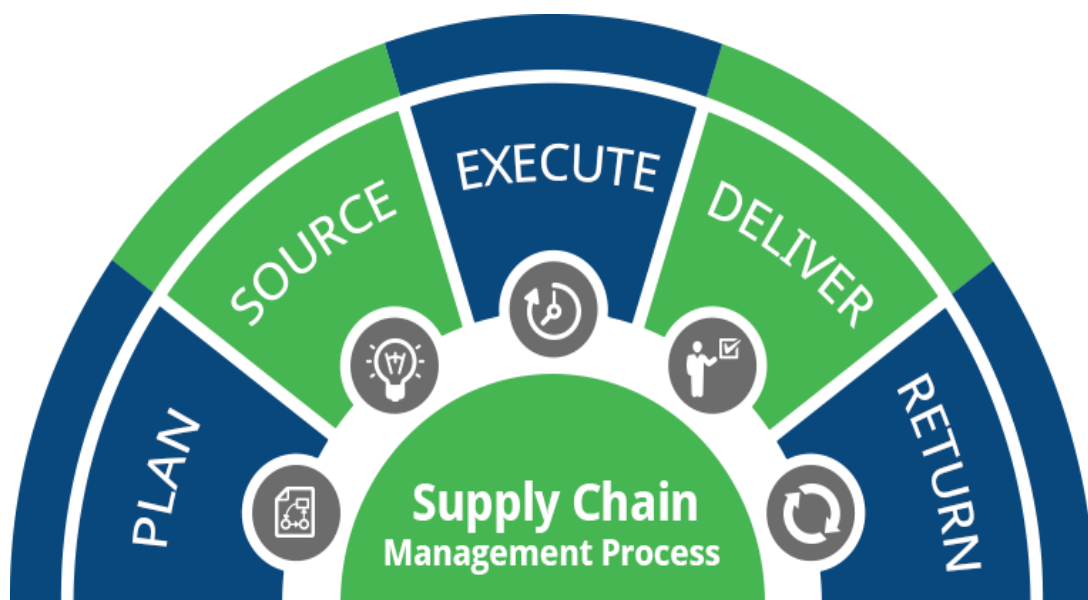 PLAN
SOURCE
EXECUTE
DELIVER
RETURN
Supply Chain
Management Process